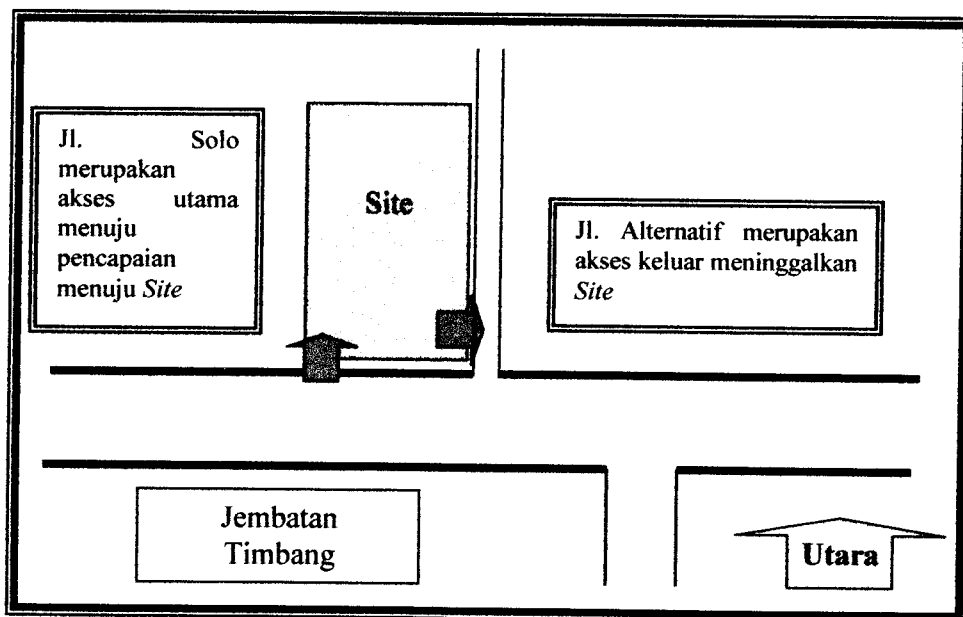 Jl. Solo
merupakan
akses utama
menuju
pencapaian
menuju Site
Site
Jl. Alternatif merupakan
akses keluar meninggalkan
Site
Jembatan
Timbang
Utara